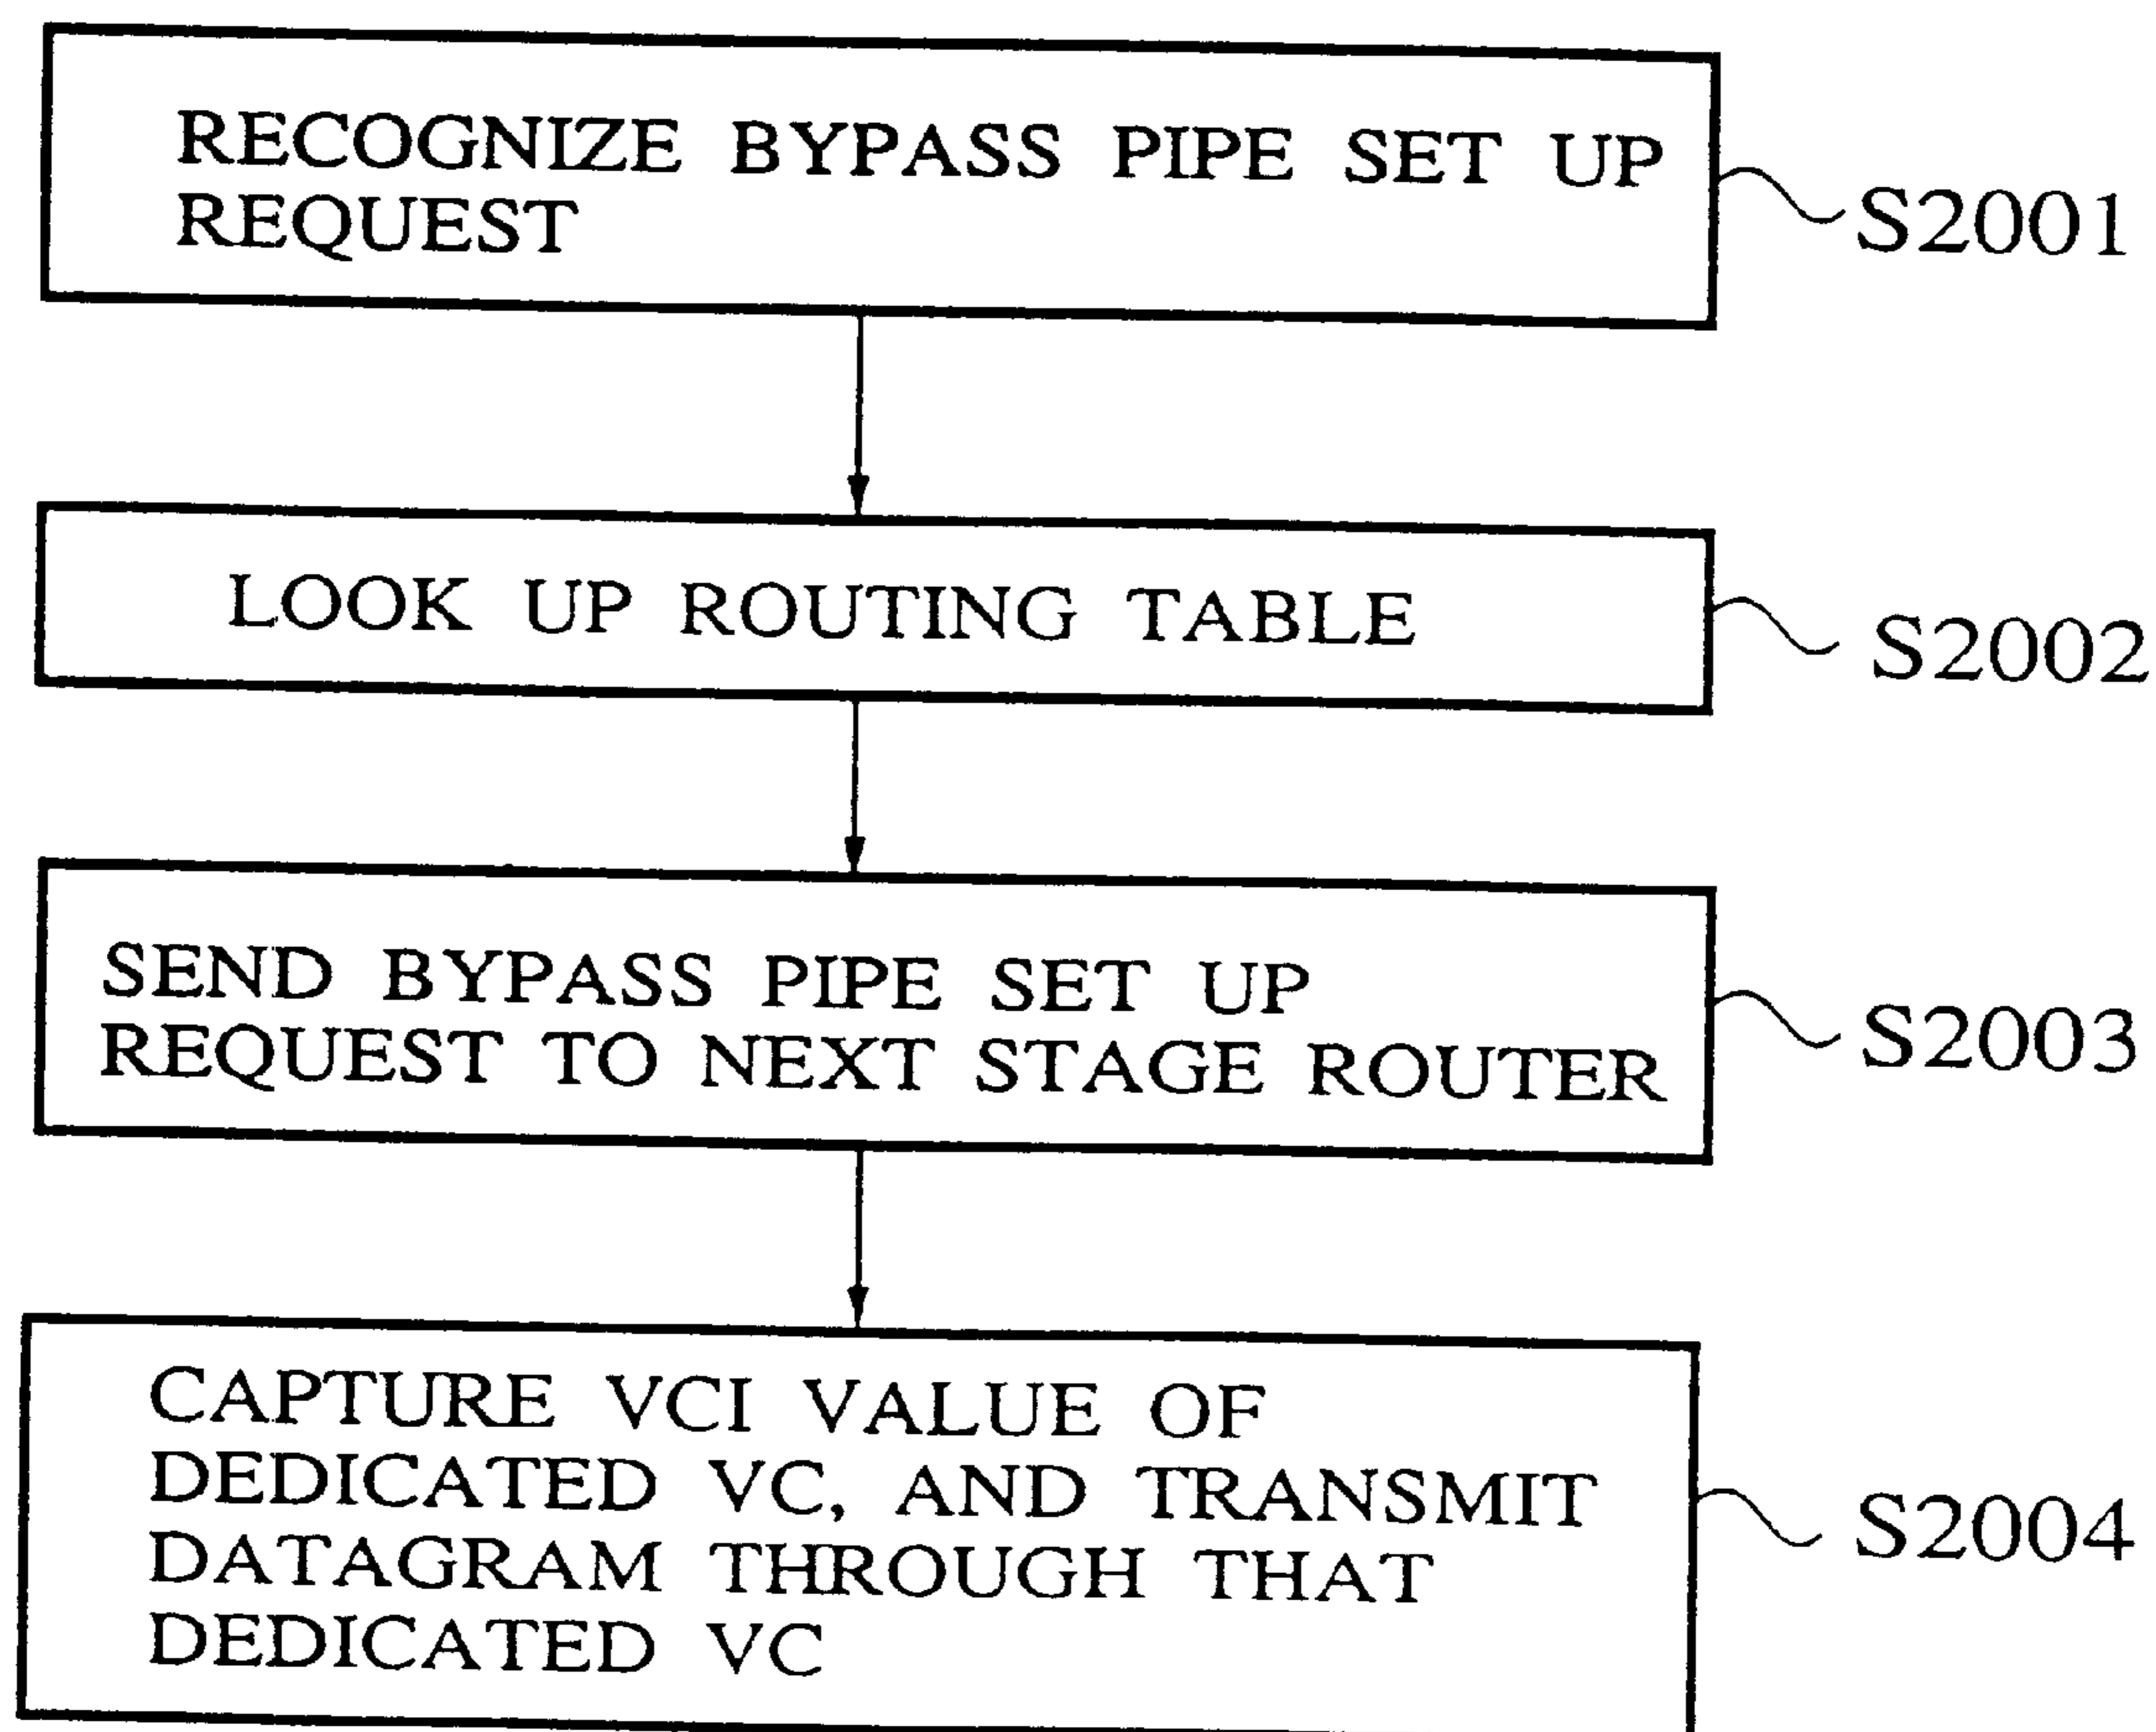 RECOGNIZE BYPASS PIPE SET UP
REQUEST
S2001
LOOK UP ROUTING TABLE
S2002
SEND BYPASS PIPE SET UP
REQUEST TO NEXT STAGE ROUTER
S2003
CAPTURE VCI VALUE OF
DEDICATED VC, AND TRANSMIT
DATAGRAM THROUGH THAT
DEDICATED VC
S2004